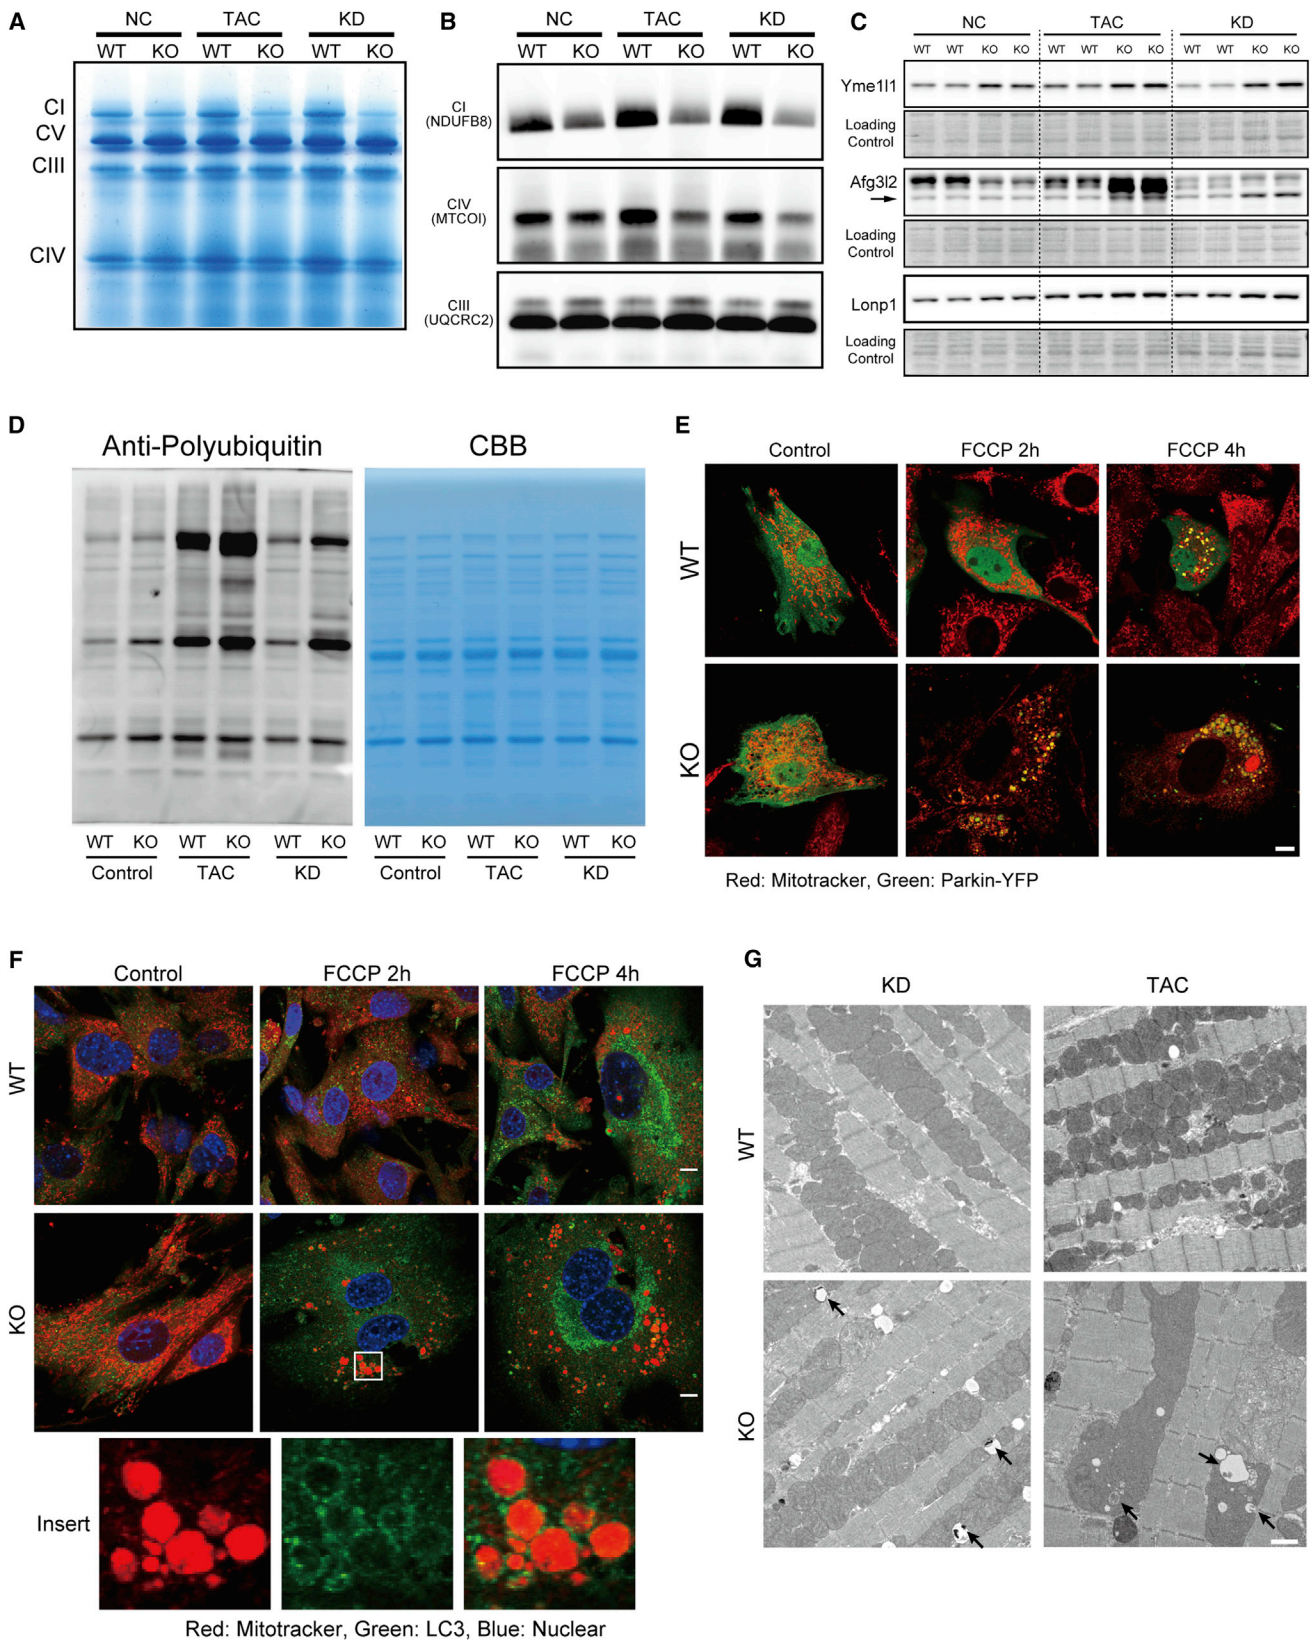 A
NC TAC KD
WT KO WT KO WT KO
CI
CV
CIII
CIV
B
NC TAC KD
WT KO WT KO WT KO
CI
(NDUFB8)
CIV
(MTCOI)
CIII
(UQCRC2)
C
NC TAC KD
WT WT KO KO WT WT KO KO WT WT KO KO
Yme1l1
Loading
Control
Afg3l2
Loading
Control
Lonp1
Loading
Control
D
Anti-Polyubiquitin CBB
WT KO WT KO WT KO WT KO WT KO WT KO
Control TAC KD Control TAC KD
E
Control FCCP 2h FCCP 4h
WT
KO
Red: Mitotracker, Green: Parkin-YFP
F
Control FCCP 2h FCCP 4h
WT
KO
Insert
Red: Mitotracker, Green: LC3, Blue: Nuclear
G
KD TAC
WT
KO